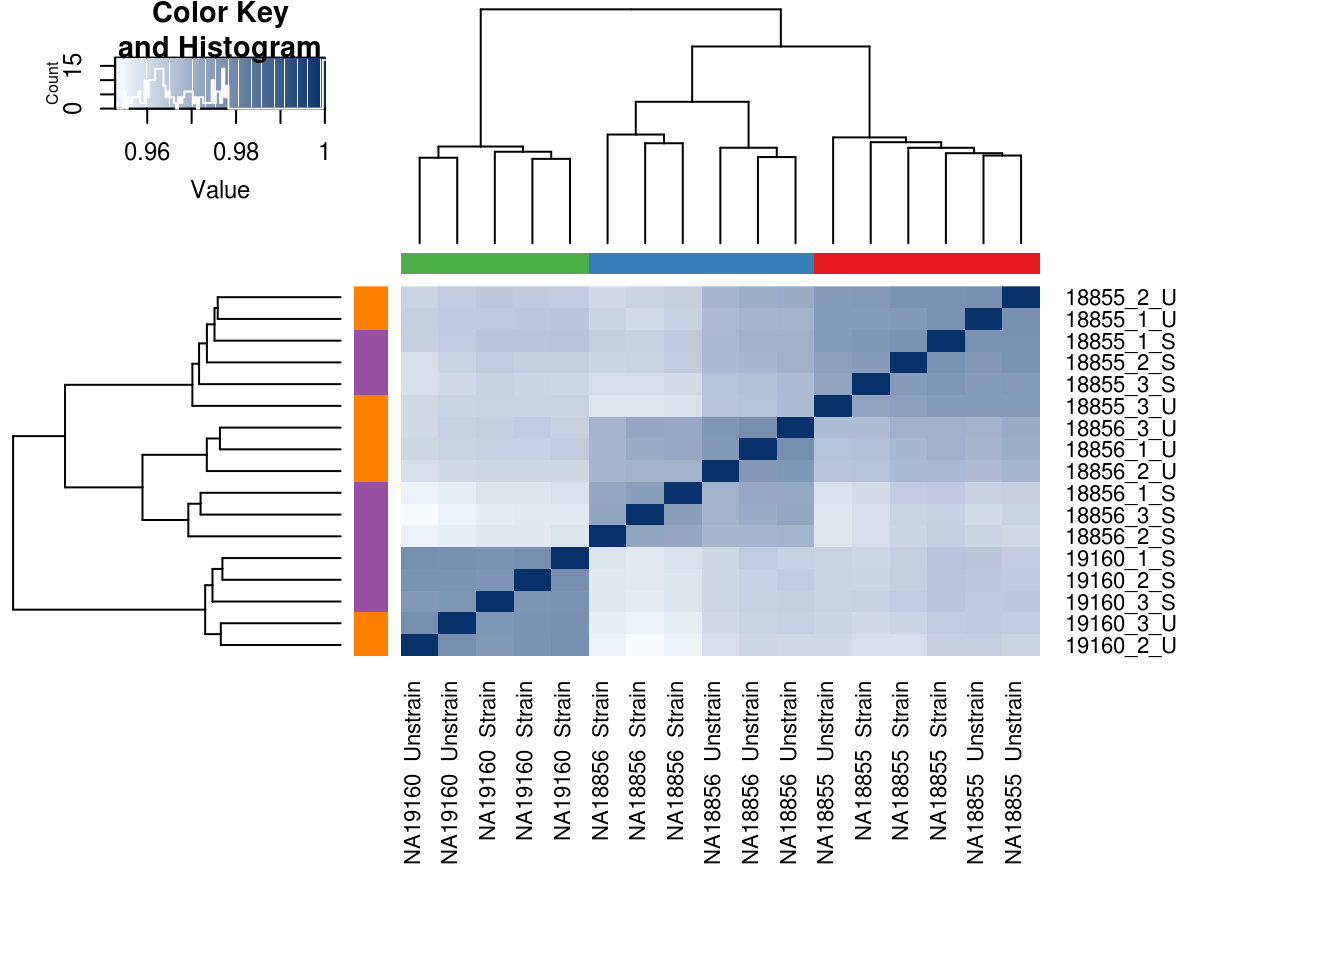 Color Key
and Histogram
Count
0 15
0.96 0.98 1
Value
18855_2_U
18855_1_U
18855_1_S
18855_2_S
18855_3_S
18855_3_U
18856_3_U
18856_1_U
18856_2_U
18856_1_S
18856_3_S
18856_2_S
19160_1_S
19160_2_S
19160_3_S
19160_3_U
19160_2_U
NA19160 Unstrain
NA19160 Unstrain
NA19160 Strain
NA19160 Strain
NA19160 Strain
NA18856 Strain
NA18856 Strain
NA18856 Strain
NA18856 Unstrain
NA18856 Unstrain
NA18856 Unstrain
NA18855 Unstrain
NA18855 Strain
NA18855 Strain
NA18855 Strain
NA18855 Unstrain
NA18855 Unstrain